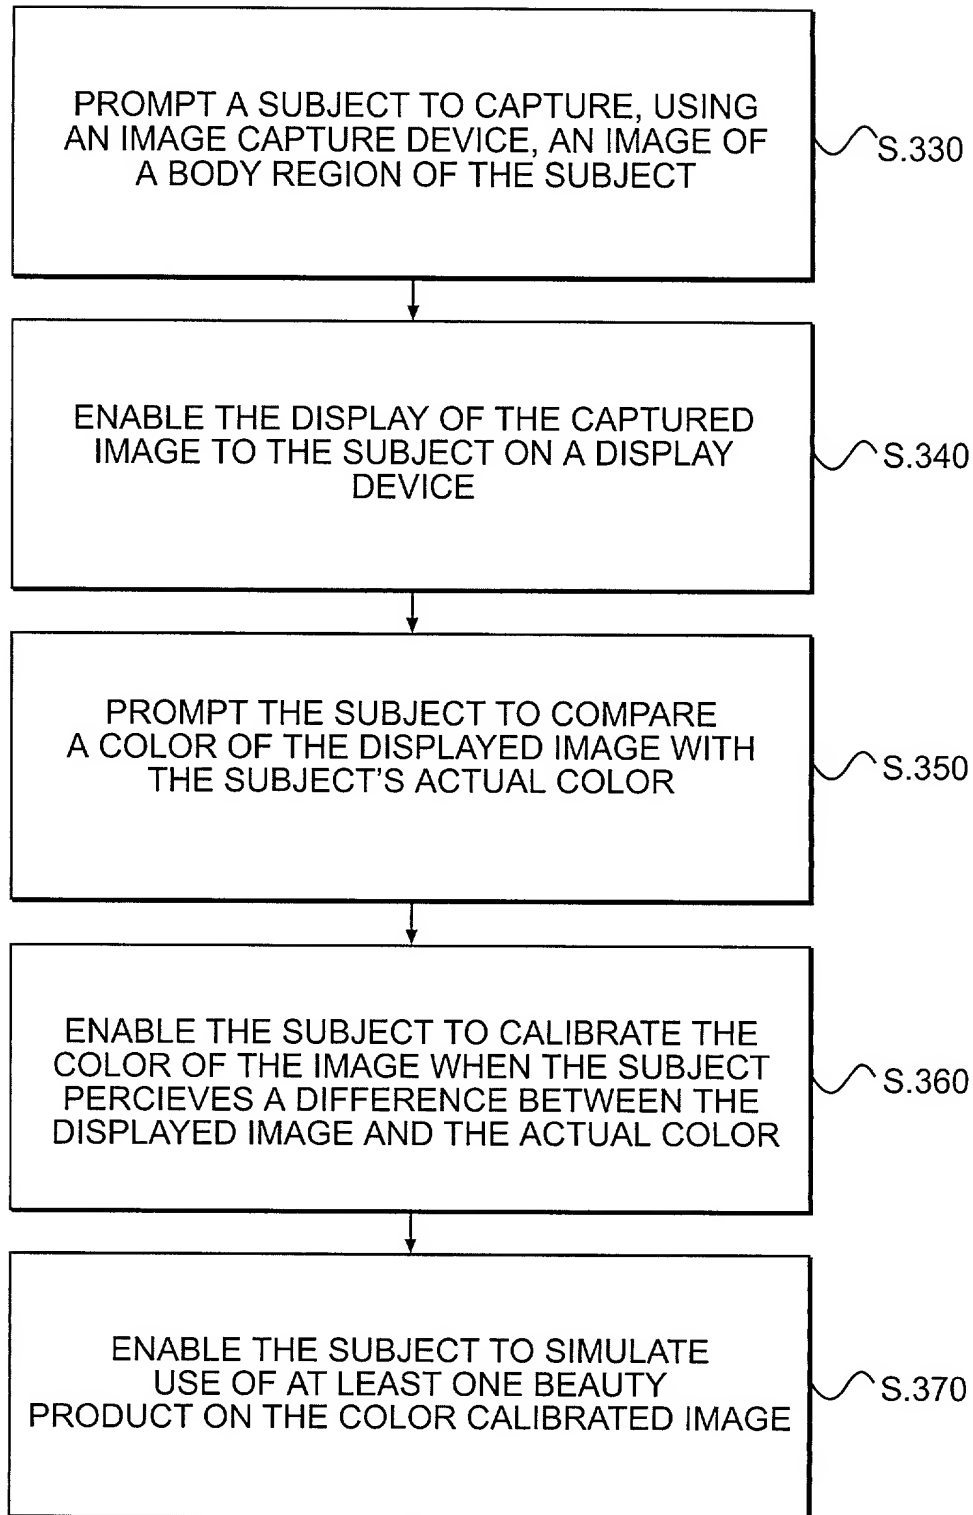 PROMPT A SUBJECT TO CAPTURE, USING
AN IMAGE CAPTURE DEVICE, AN IMAGE OF
A BODY REGION OF THE SUBJECT
S.330
ENABLE THE DISPLAY OF THE CAPTURED
IMAGE TO THE SUBJECT ON A DISPLAY
DEVICE
S.340
PROMPT THE SUBJECT TO COMPARE
A COLOR OF THE DISPLAYED IMAGE WITH
THE SUBJECT'S ACTUAL COLOR
S.350
ENABLE THE SUBJECT TO CALIBRATE THE
COLOR OF THE IMAGE WHEN THE SUBJECT
PERCIEVES A DIFFERENCE BETWEEN THE
DISPLAYED IMAGE AND THE ACTUAL COLOR
S.360
ENABLE THE SUBJECT TO SIMULATE
USE OF AT LEAST ONE BEAUTY
PRODUCT ON THE COLOR CALIBRATED IMAGE
S.370